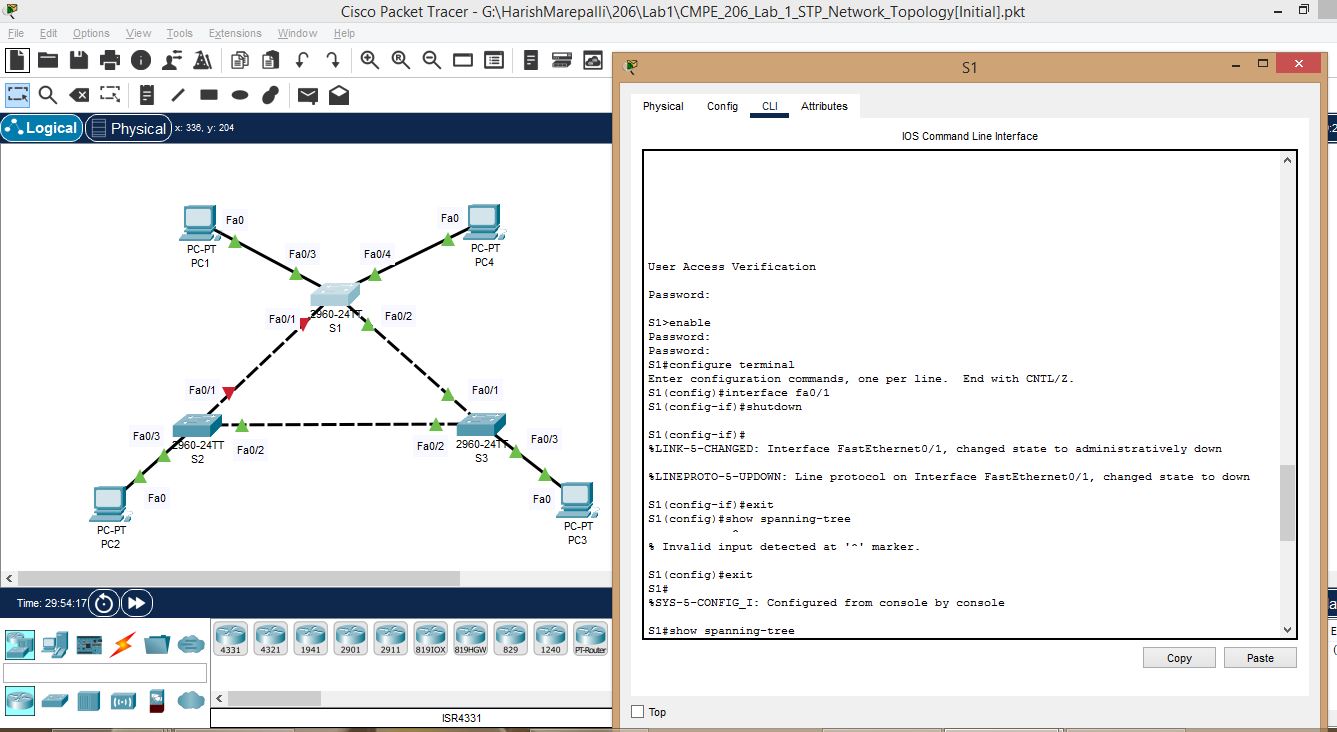 Cisco Packet Tracer - G:\HarishMarepalli\206\Lab1\CMPE_206_Lab_1_STP_Network_Topology[Initial].pkt
File Edit Options View Tools Extensions Window Help
Logical Physical x: 336, y: 204
Fa0
Fa0
PC-PT
PC1
PC-PT
PC4
Fa0/3
Fa0/4
Fa0/1
2960-24TT
S1
Fa0/2
Fa0/1
Fa0/1
Fa0/3
2960-24TT
S2
Fa0/2
Fa0/2
2960-24TT
S3
Fa0/3
Fa0
Fa0
PC-PT
PC2
PC-PT
PC3
Time: 29:54:17
4331 4321 1941 2901 2911 819IOX 819HGW 829 1240 PT-Router
ISR4331
S1
Physical Config CLI Attributes
IOS Command Line Interface
User Access Verification
Password:
S1>enable
Password:
Password:
S1#configure terminal
Enter configuration commands, one per line.  End with CNTL/Z.
S1(config)#interface fa0/1
S1(config-if)#shutdown
S1(config-if)#
%LINK-5-CHANGED: Interface FastEthernet0/1, changed state to administratively down
%LINEPROTO-5-UPDOWN: Line protocol on Interface FastEthernet0/1, changed state to down
S1(config-if)#exit
S1(config)#show spanning-tree
^
% Invalid input detected at '^' marker.
S1(config)#exit
S1#
%SYS-5-CONFIG_I: Configured from console by console
S1#show spanning-tree
Copy Paste
Top